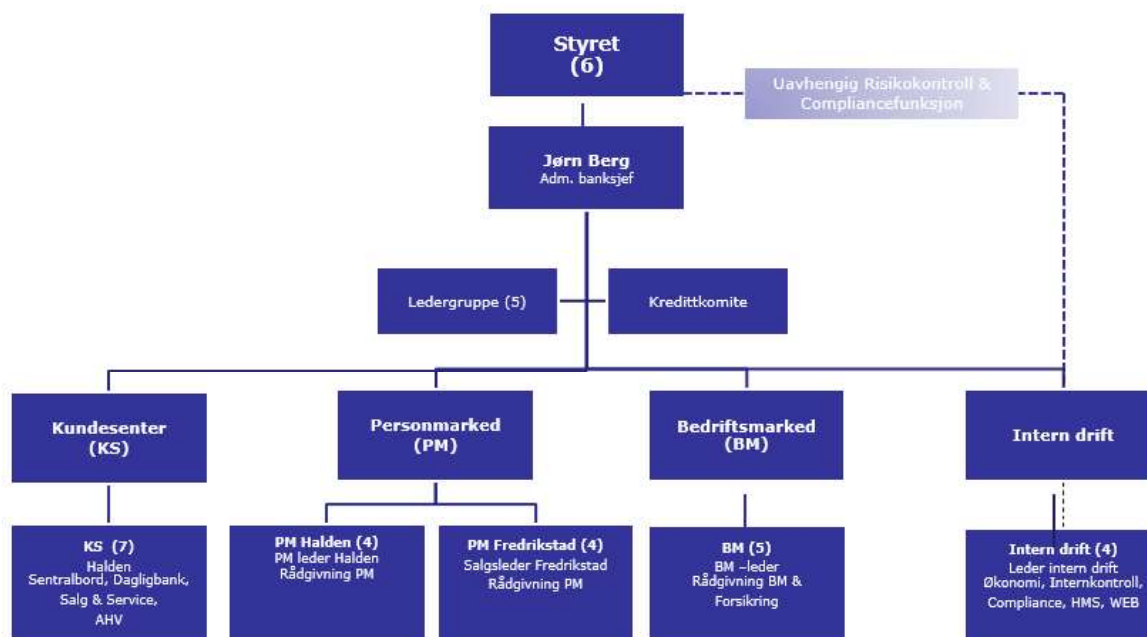 Styret
(6)
Uavhengig Risikokontroll &
Compliancefunksjon
Jørn Berg
Adm. banksjef
Ledergruppe (5)
Kredittkomite
Kundesenter
(KS)
Personmarked
(PM)
Bedriftsmarked
(BM)
Intern drift
KS (7)
Halden
Sentralbord, Dagligbank,
Salg & Service,
AHV
PM Halden (4)
PM leder Halden
Rådgivning PM
PM Fredrikstad (4)
Salgsleder Fredrikstad
Rådgivning PM
BM (5)
BM –leder
Rådgivning BM &
Forsikring
Intern drift (4)
Leder intern drift
Økonomi, Internkontroll,
Compliance, HMS, WEB